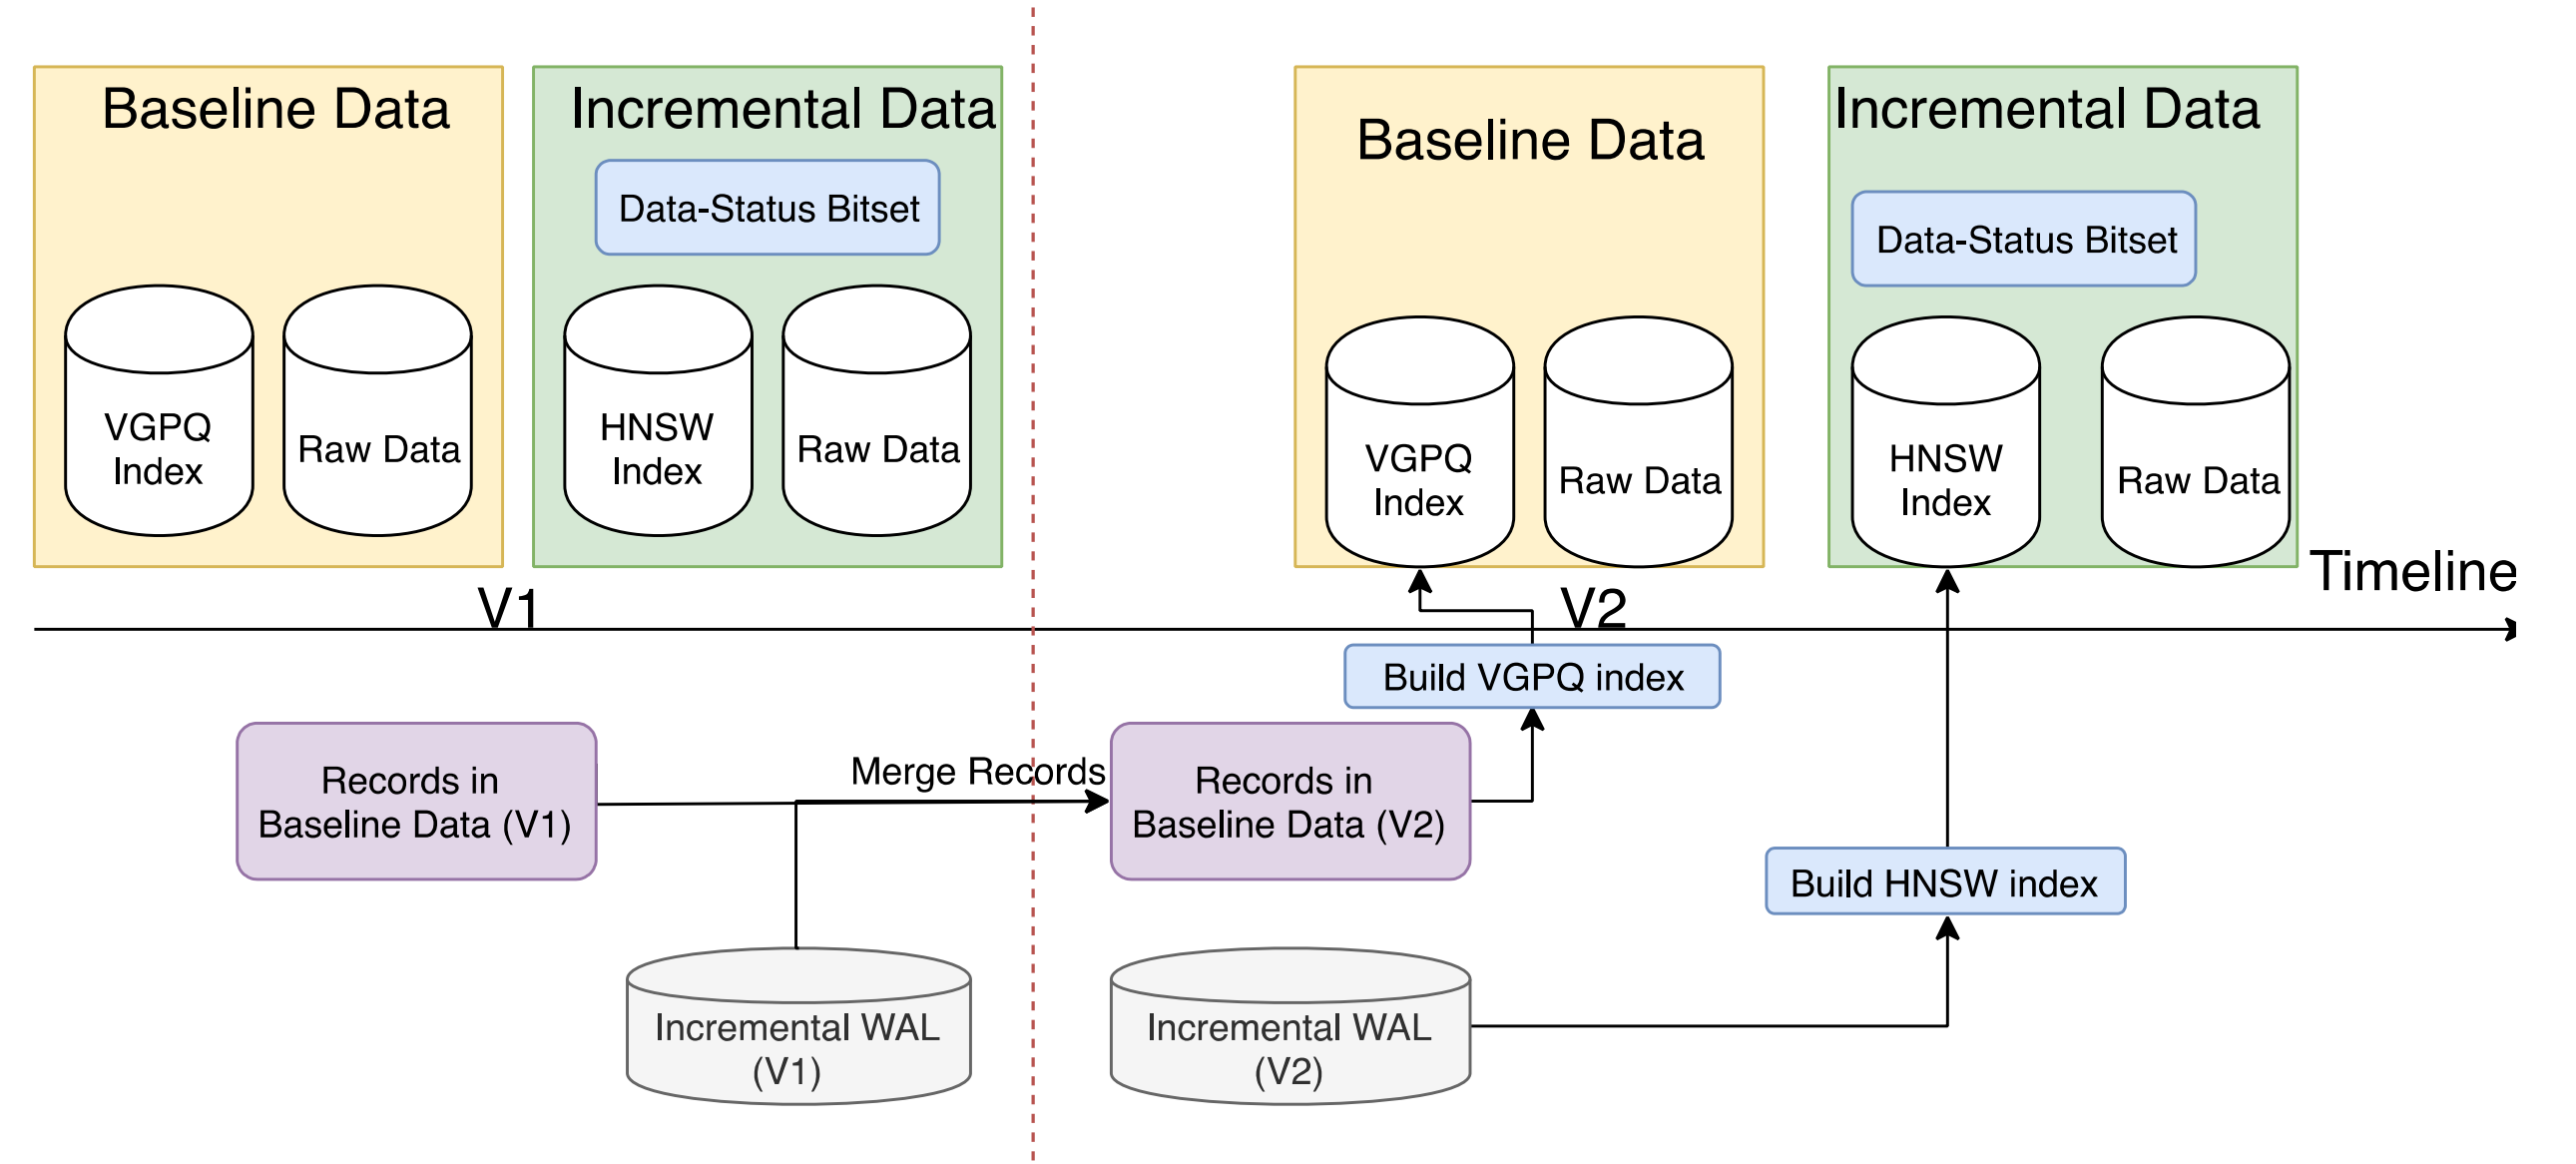 Baseline Data
Incremental Data
Data-Status Bitset
VGPQ
Index
Raw Data
HNSW
Index
Raw Data
Baseline Data
Incremental Data
Data-Status Bitset
VGPQ
Index
Raw Data
HNSW
Index
Raw Data
Timeline
V1
V2
Build VGPQ index
Merge Records
Records in
Baseline Data (V1)
Records in
Baseline Data (V2)
Build HNSW index
Incremental WAL
(V1)
Incremental WAL
(V2)